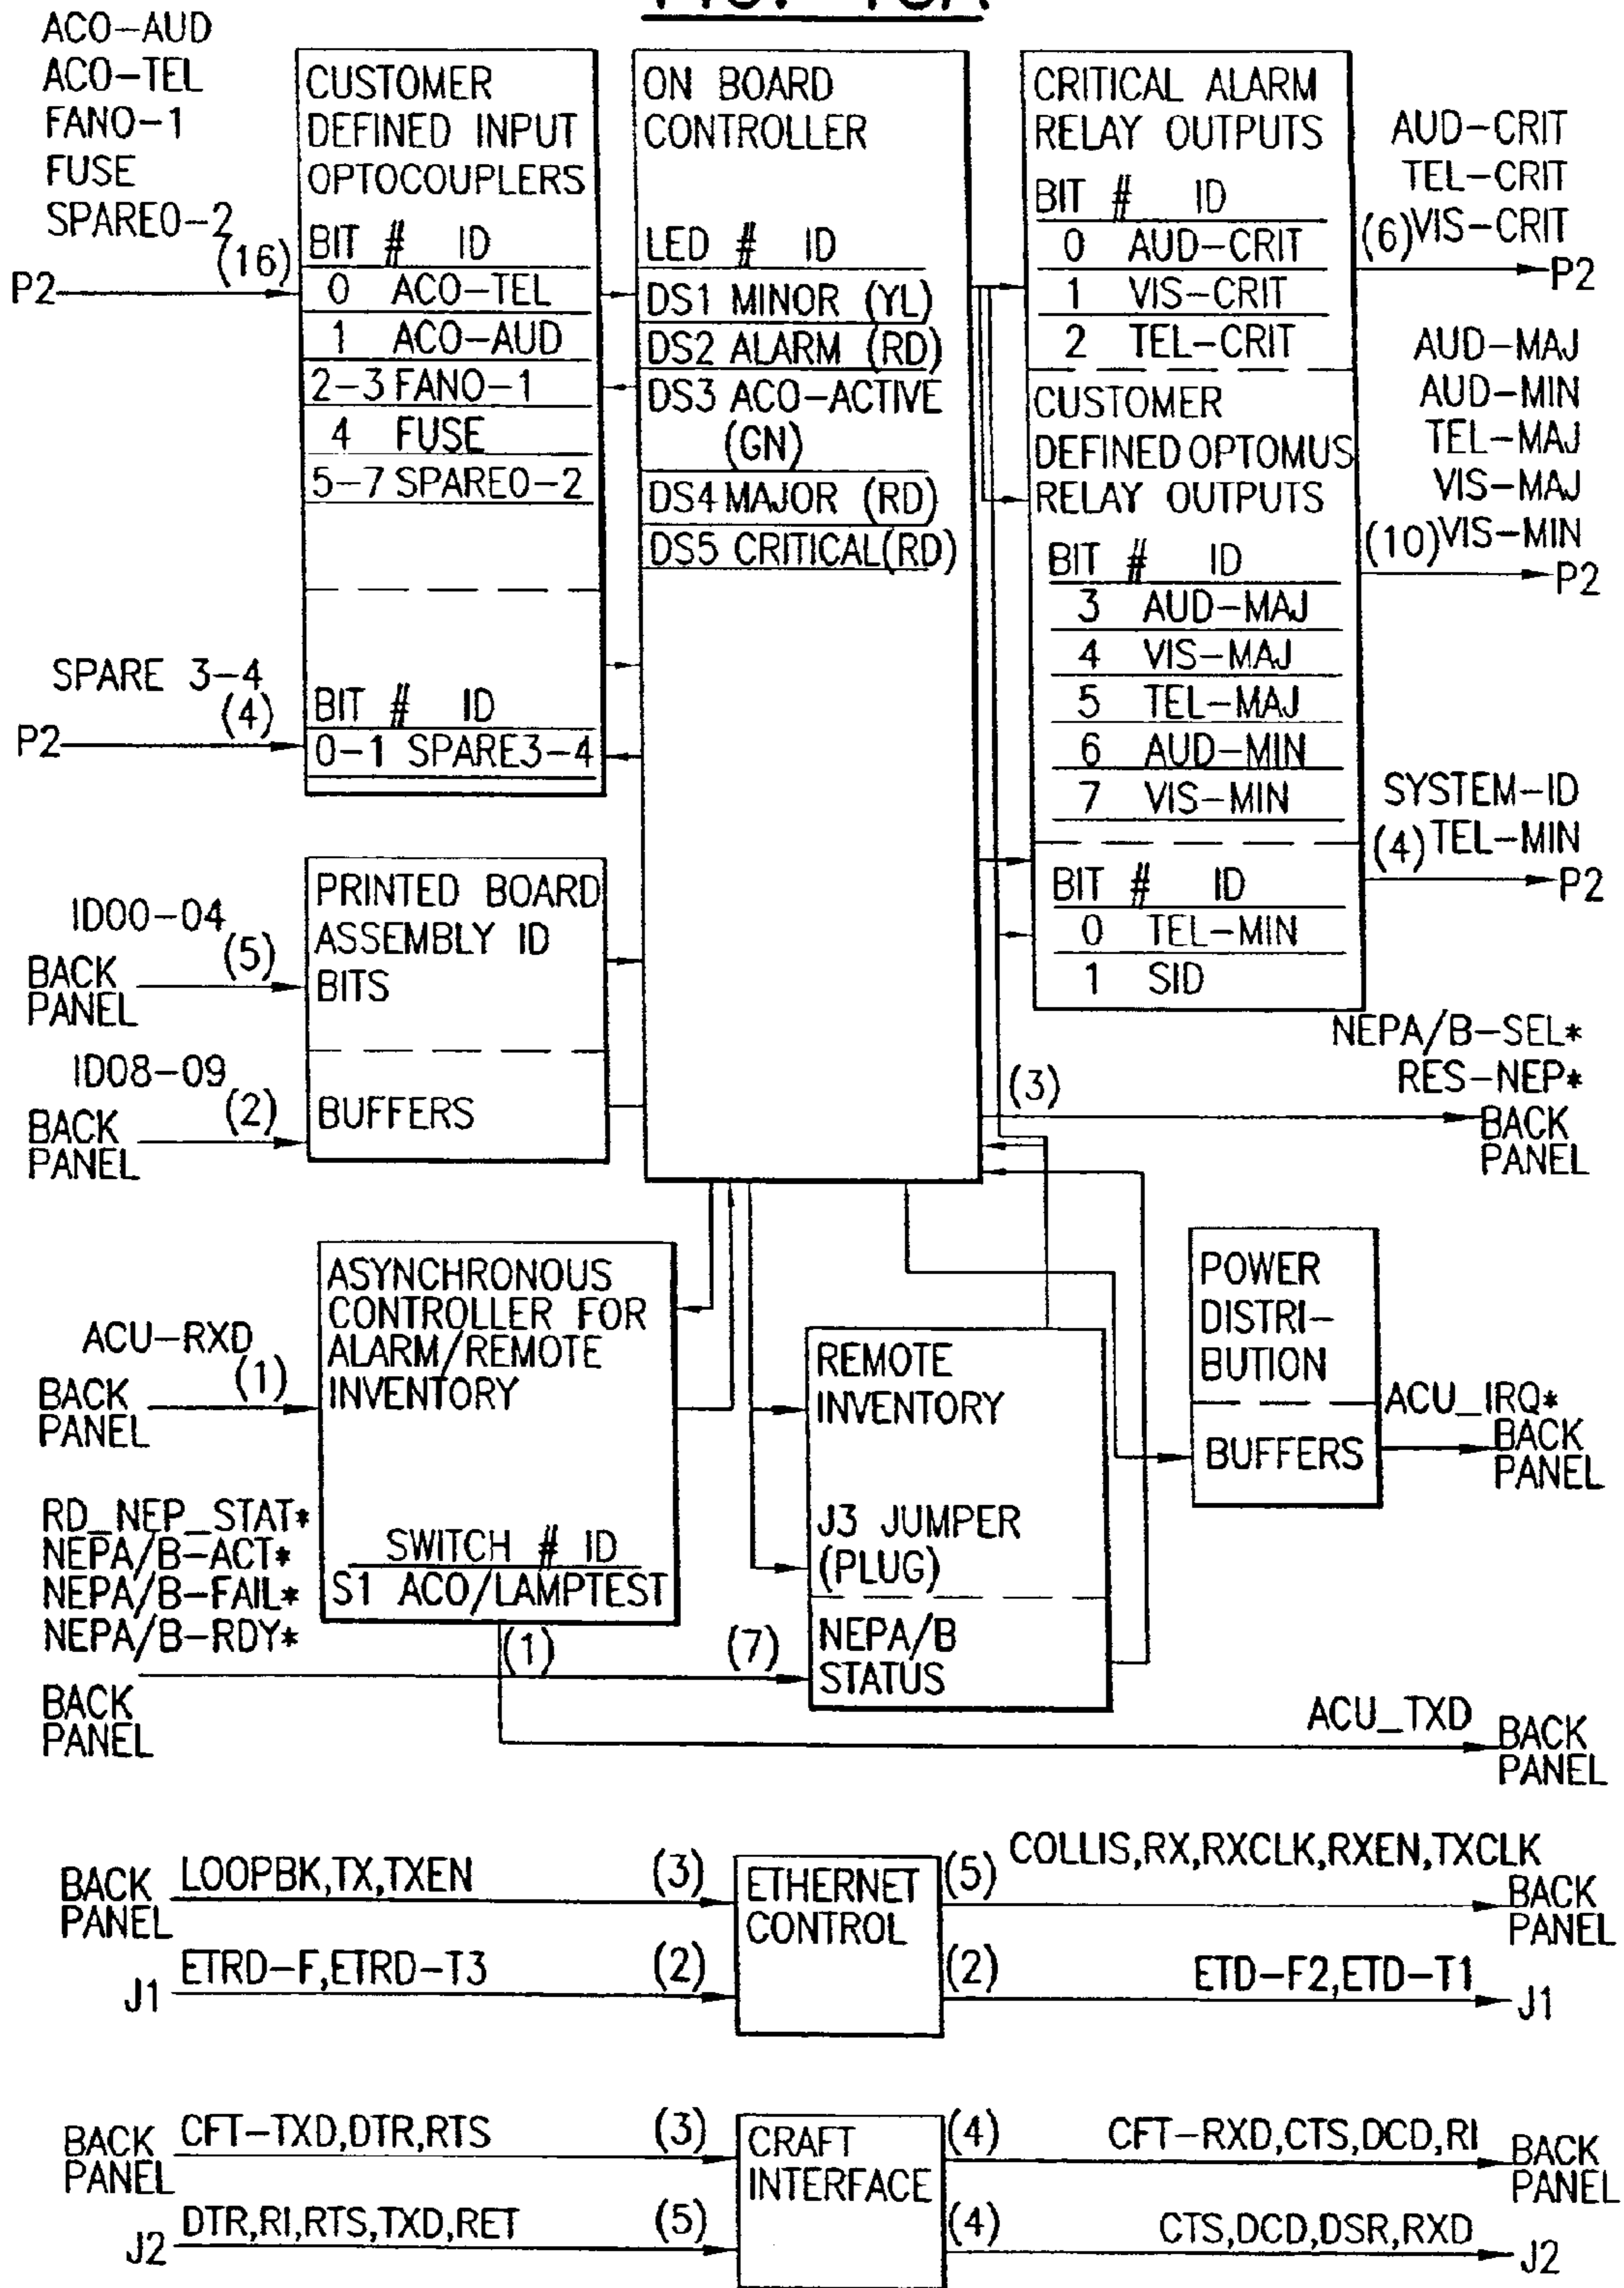 ACO-AUD
ACO-TEL
FANO-1
FUSE
SPARE0-2
(16)
P2
CUSTOMER
DEFINED INPUT
OPTOCOUPLERS
BIT # ID
0 ACO-TEL
1 ACO-AUD
2-3 FANO-1
4 FUSE
5-7 SPARE0-2
SPARE 3-4
(4)
P2
BIT # ID
0-1 SPARE3-4
ON BOARD
CONTROLLER
LED # ID
DS1 MINOR (YL)
DS2 ALARM (RD)
DS3 ACO-ACTIVE
(GN)
DS4 MAJOR (RD)
DS5 CRITICAL(RD)
CRITICAL ALARM
RELAY OUTPUTS
BIT # ID
0 AUD-CRIT
1 VIS-CRIT
2 TEL-CRIT
CUSTOMER
DEFINED OPTOMUS
RELAY OUTPUTS
BIT # ID
3 AUD-MAJ
4 VIS-MAJ
5 TEL-MAJ
6 AUD-MIN
7 VIS-MIN
BIT # ID
0 TEL-MIN
1 SID
AUD-CRIT
TEL-CRIT
(6) VIS-CRIT
P2
AUD-MAJ
AUD-MIN
TEL-MAJ
VIS-MAJ
(10) VIS-MIN
P2
SYSTEM-ID
(4) TEL-MIN
P2
ID00-04
(5)
BACK
PANEL
ID08-09
(2)
BACK
PANEL
PRINTED BOARD
ASSEMBLY ID
BITS
BUFFERS
(3)
NEPA/B-SEL*
RES-NEP*
BACK
PANEL
ACU-RXD
(1)
BACK
PANEL
ASYNCHRONOUS
CONTROLLER FOR
ALARM/REMOTE
INVENTORY
SWITCH # ID
S1 ACO/LAMPTEST
REMOTE
INVENTORY
J3 JUMPER
(PLUG)
NEPA/B
STATUS
POWER
DISTRI-
BUTION
BUFFERS
ACU_IRQ*
BACK
PANEL
RD_NEP_STAT*
NEPA/B-ACT*
NEPA/B-FAIL*
NEPA/B-RDY*
(1)
(7)
BACK
PANEL
ACU_TXD
BACK
PANEL
BACK
PANEL
LOOPBK,TX,TXEN
(3)
J1
ETRD-F,ETRD-T3
(2)
ETHERNET
CONTROL
(5)
COLLIS,RX,RXCLK,RXEN,TXCLK
BACK
PANEL
(2)
ETD-F2,ETD-T1
J1
BACK
PANEL
CFT-TXD,DTR,RTS
(3)
J2
DTR,RI,RTS,TXD,RET
(5)
CRAFT
INTERFACE
(4)
CFT-RXD,CTS,DCD,RI
BACK
PANEL
(4)
CTS,DCD,DSR,RXD
J2